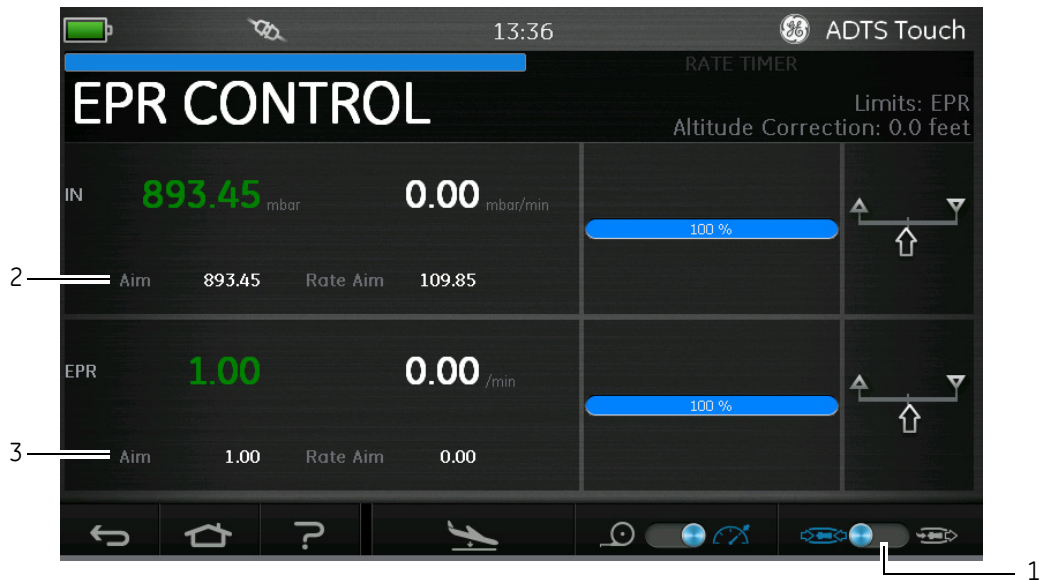 13:36 ADTS Touch
RATE TIMER
EPR CONTROL
Limits: EPR
Altitude Correction: 0.0 feet
IN 893.45 mbar 0.00 mbar/min
100 %
2 Aim 893.45 Rate Aim 109.85
EPR 1.00 0.00 /min
100 %
3 Aim 1.00 Rate Aim 0.00
?
1